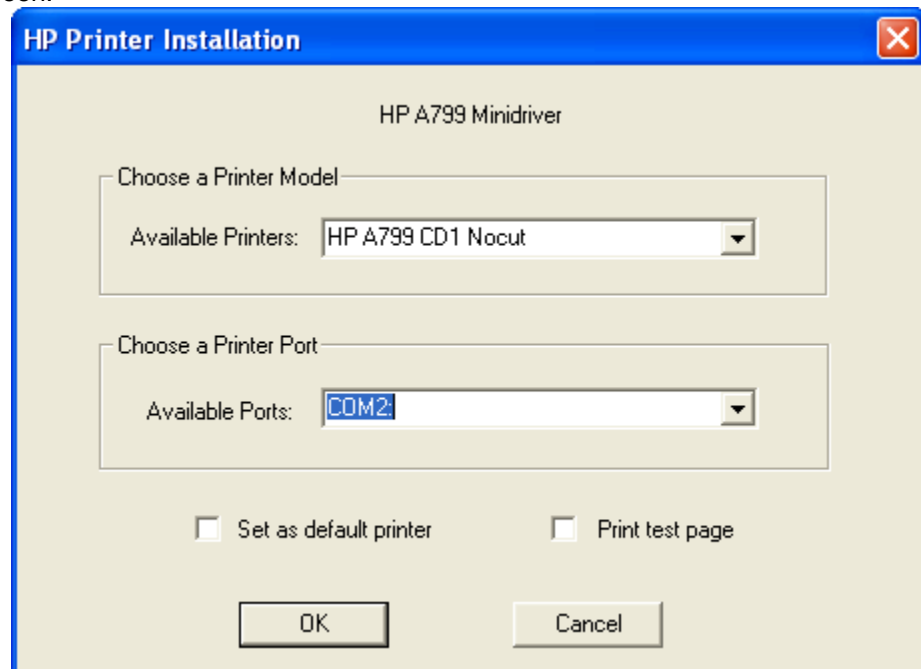 HP Printer Installation
HP A799 Minidriver
Choose a Printer Model
Available Printers: HP A799 CD1 Nocut
Choose a Printer Port
Available Ports: COM2:
Set as default printer Print test page
OK Cancel